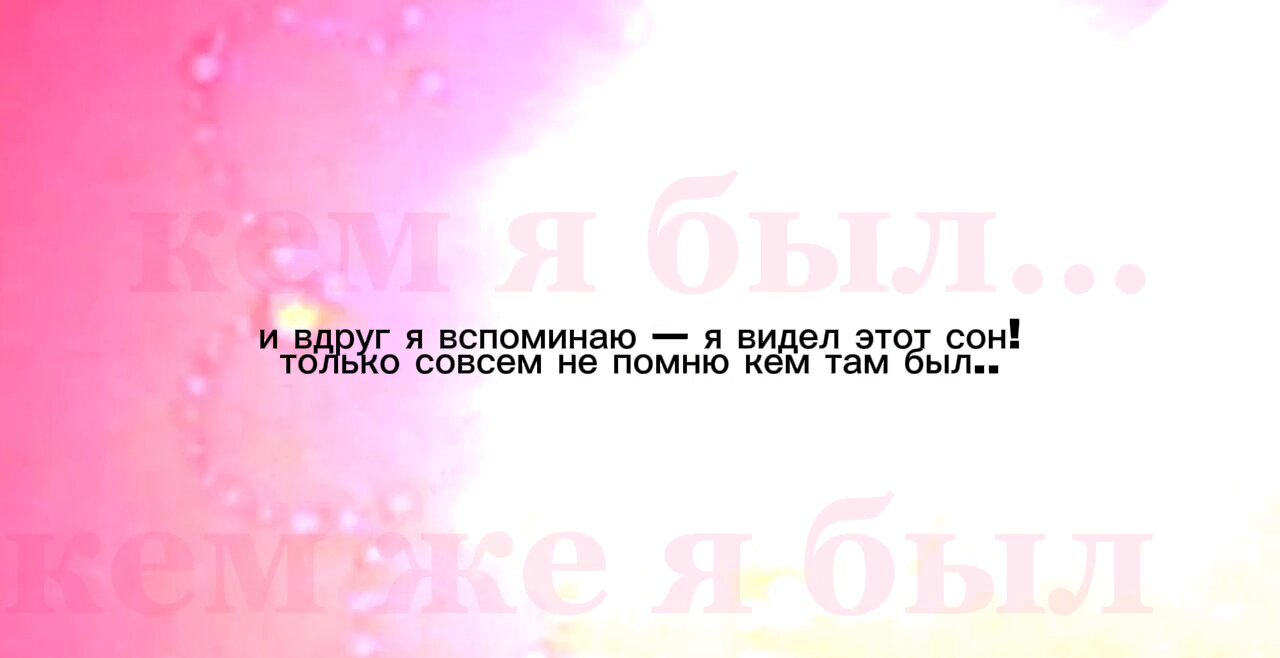 кем я был...
и вдруг я вспоминаю — я видел этот сон!
только совсем не помню кем там был..
кем же я был